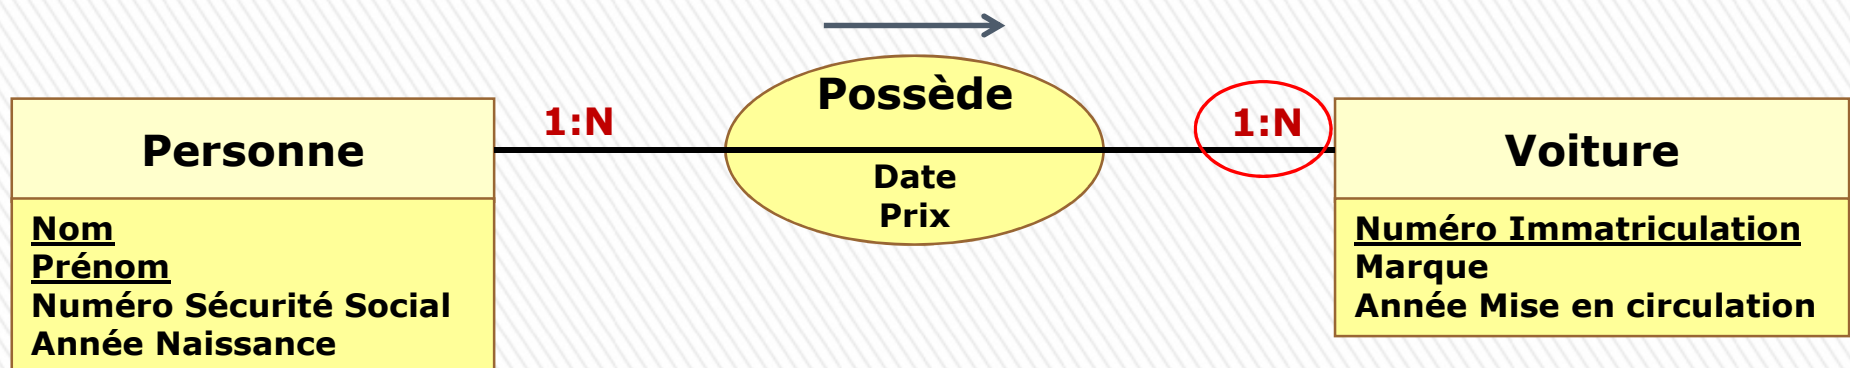 Personne
Nom
Prénom
Numéro Sécurité Social
Année Naissance
1:N
Possède
Date
Prix
1:N
Voiture
Numéro Immatriculation
Marque
Année Mise en circulation